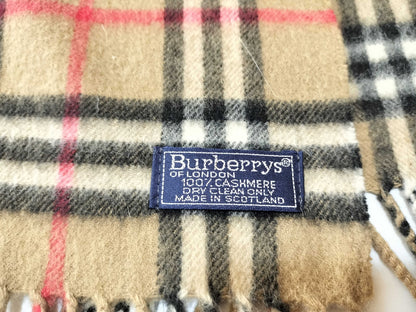 Burberrys®
OF LONDON
100% CASHMERE
DRY CLEAN ONLY
MADE IN SCOTLAND